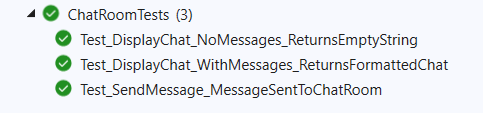 ChatRoomTests (3)
Test_DisplayChat_NoMessages_ReturnsEmptyString
Test_DisplayChat_WithMessages_ReturnsFormattedChat
Test_SendMessage_MessageSentToChatRoom